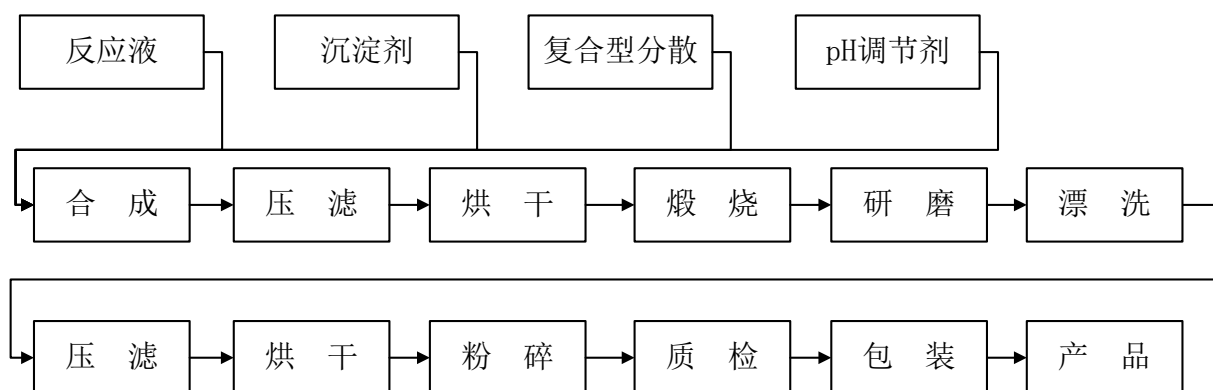 反应液 沉淀剂 复合型分散 pH调节剂
合 成 压 滤 烘 干 煅 烧 研 磨 漂 洗
压 滤 烘 干 粉 碎 质 检 包 装 产 品